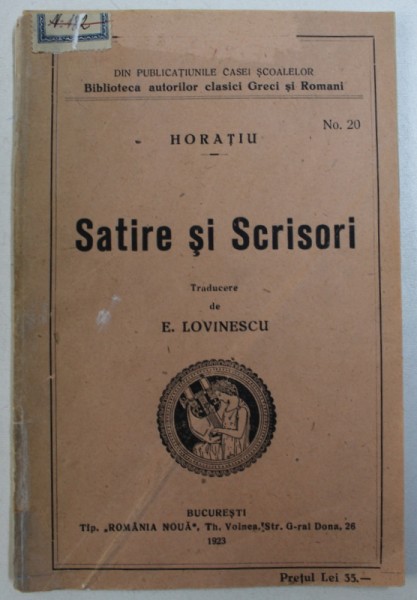 DIN PUBLICAȚIUNILE CASEI ȘCOALELOR
Biblioteca autorilor clasici Greci și Romani
No. 20
HORAȚIU
Satire și Scrisori
Traducere
de
E. LOVINESCU
BUCUREȘTI
Tip. „ROMÂNIA NOUĂ", Th. Voinea, Str. G-ral Dona, 26
1923
Prețul Lei 35.—